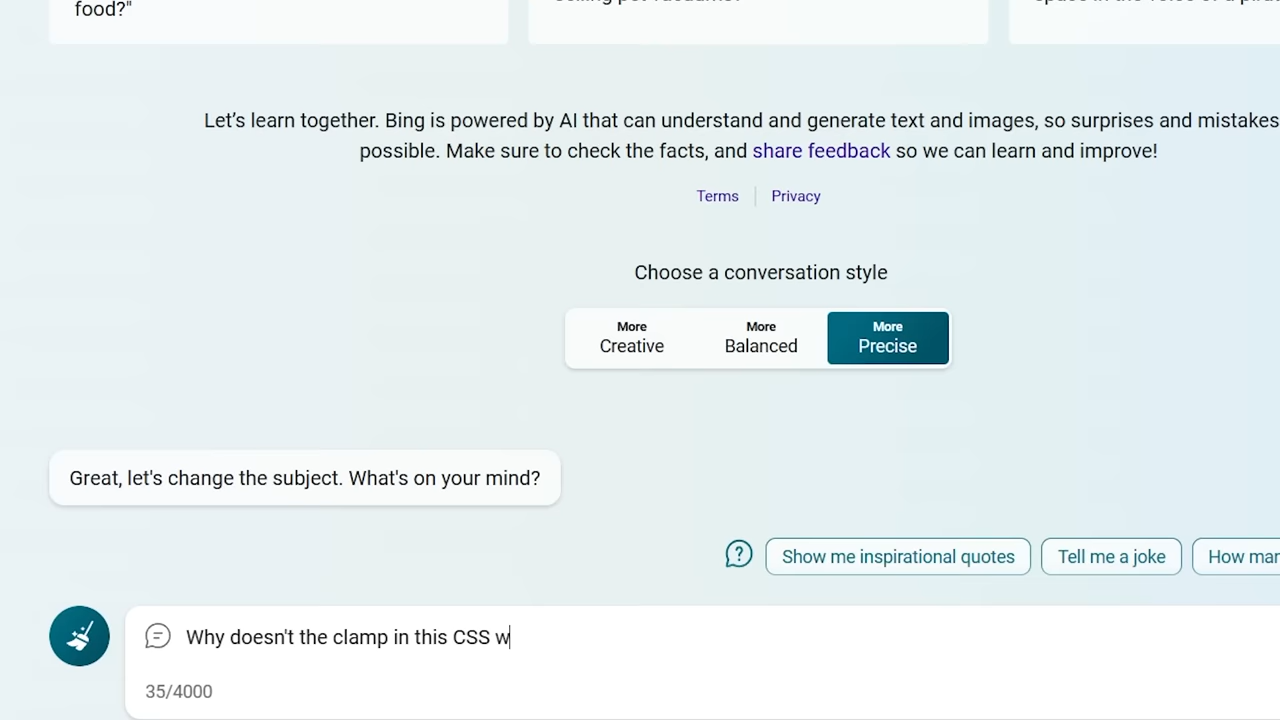 food?"
Let's learn together. Bing is powered by AI that can understand and generate text and images, so surprises and mistakes
possible. Make sure to check the facts, and share feedback so we can learn and improve!
Terms
Privacy
Choose a conversation style
More
Creative
More
Balanced
More
Precise
Great, let's change the subject. What's on your mind?
Show me inspirational quotes
Tell me a joke
How
Why doesn't the clamp in this CSS w
35/4000